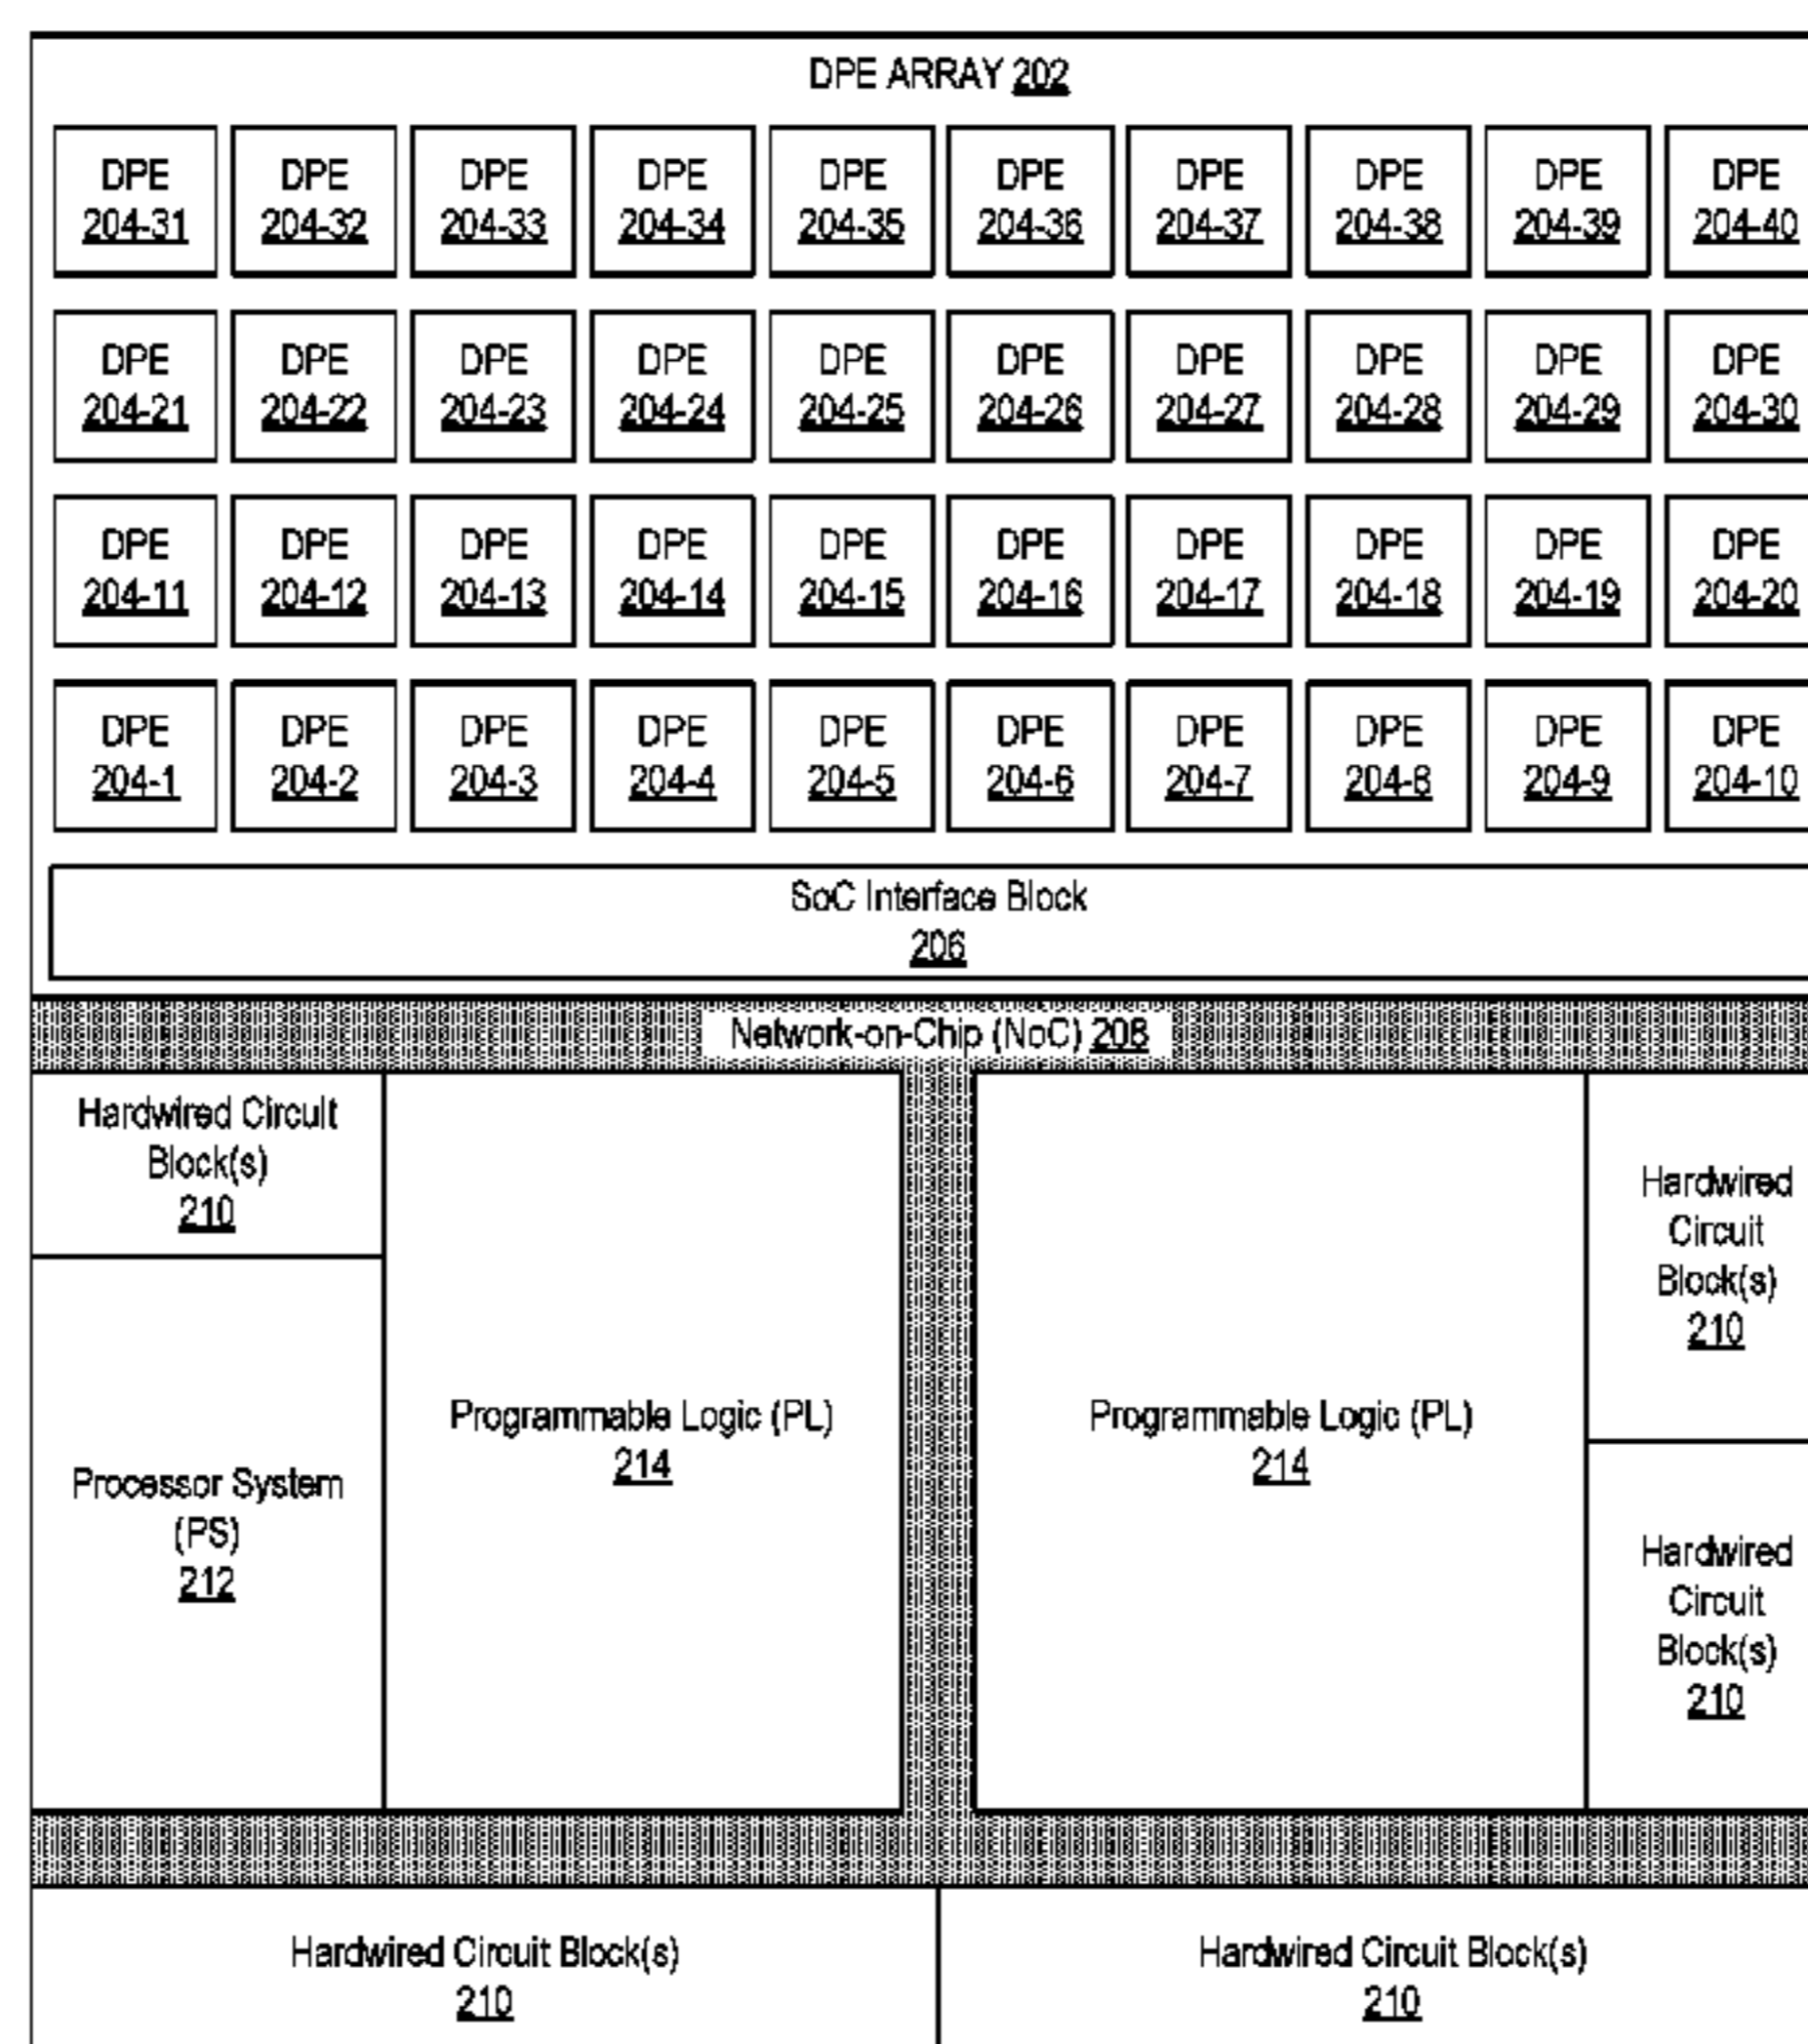 DPE ARRAY 202
DPE DPE DPE DPE DPE DPE DPE DPE DPE DPE
204-31 204-32 204-33 204-34 204-35 204-36 204-37 204-38 204-39 204-40
DPE DPE DPE DPE DPE DPE DPE DPE DPE DPE
204-21 204-22 204-23 204-24 204-25 204-26 204-27 204-28 204-29 204-30
DPE DPE DPE DPE DPE DPE DPE DPE DPE DPE
204-11 204-12 204-13 204-14 204-15 204-16 204-17 204-18 204-19 204-20
DPE DPE DPE DPE DPE DPE DPE DPE DPE DPE
204-1 204-2 204-3 204-4 204-5 204-6 204-7 204-8 204-9 204-10
SoC Interface Block
206
Network-on-Chip (NoC) 208
Hardwired Circuit
Block(s)
210
Processor System
(PS)
212
Programmable Logic (PL)
214
Programmable Logic (PL)
214
Hardwired
Circuit
Block(s)
210
Hardwired
Circuit
Block(s)
210
Hardwired Circuit Block(s)
210
Hardwired Circuit Block(s)
210